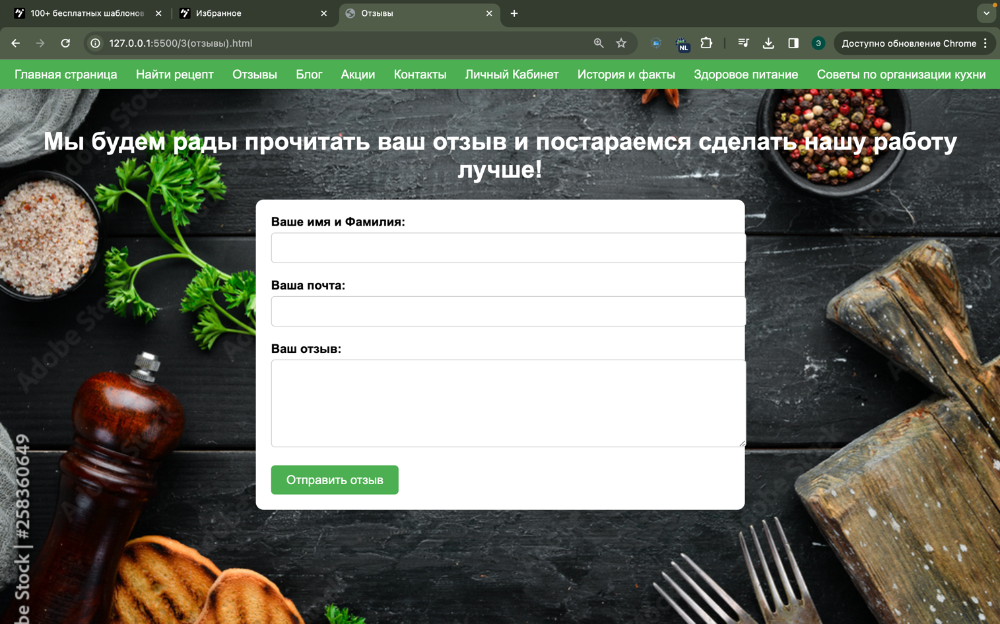 100+ бесплатных шаблонов
Избранное
Отзывы
127.0.0.1:5500/3(отзывы).html
NL
Э
Доступно обновление Chrome
Главная страница
Найти рецепт
Отзывы
Блог
Акции
Контакты
Личный Кабинет
История и факты
Здоровое питание
Советы по организации кухни
Мы будем рады прочитать ваш отзыв и постараемся сделать нашу работу
лучше!
Ваше имя и Фамилия:
Ваша почта:
Ваш отзыв:
Отправить отзыв
be Stock | #258360649
Adobe Stock